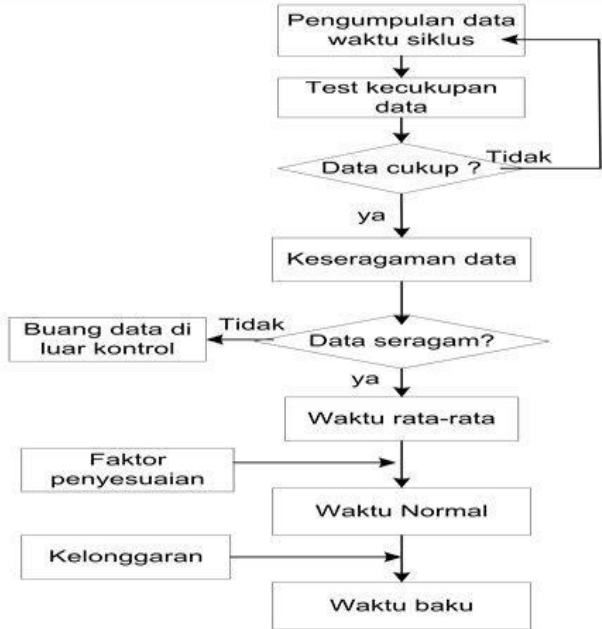 Pengumpulan data
waktu siklus
Test kecukupan
data
Data cukup ?
Tidak
ya
Keseragaman data
Buang data di
luar kontrol
Tidak
Data seragam?
ya
Waktu rata-rata
Faktor
penyesuaian
Waktu Normal
Kelonggaran
Waktu baku